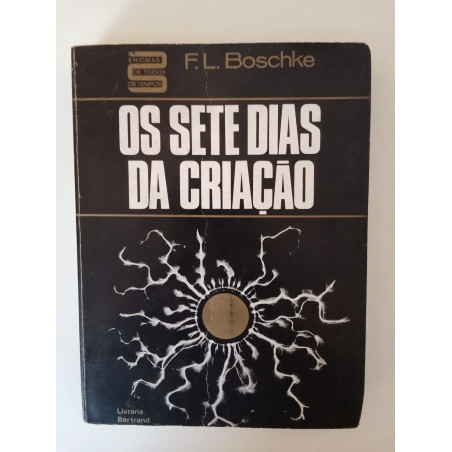 ENIGMAS
DE TODOS
OS TEMPOS
F. L. Boschke
OS SETE DIAS
DA CRIAÇÃO
Livraria
Bertrand